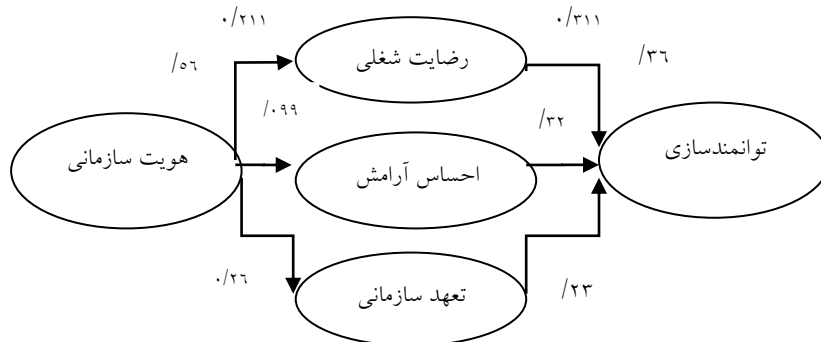 ۰/۲۱۱
۰/۳۱۱
رضایت شغلی
/۵۶
/۳۶
/۰۹۹
/۳۲
هویت سازمانی
احساس آرامش
توانمندسازی
۰/۲۶
تعهد سازمانی
/۲۳